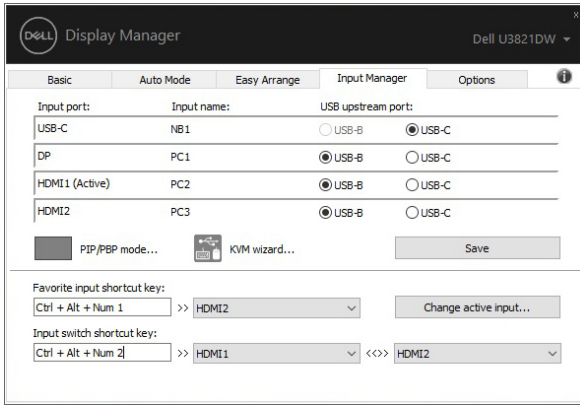 DELL Display Manager
Dell U3821DW
x
Basic Auto Mode Easy Arrange Input Manager Options i
Input port: Input name: USB upstream port:
USB-C NB1 USB-B USB-C
DP PC1 USB-B USB-C
HDMI1 (Active) PC2 USB-B USB-C
HDMI2 PC3 USB-B USB-C
PIP/PBP mode... KVM wizard... Save
Favorite input shortcut key:
Ctrl + Alt + Num 1 >> HDMI2 Change active input...
Input switch shortcut key:
Ctrl + Alt + Num 2 >> HDMI1 <<>> HDMI2